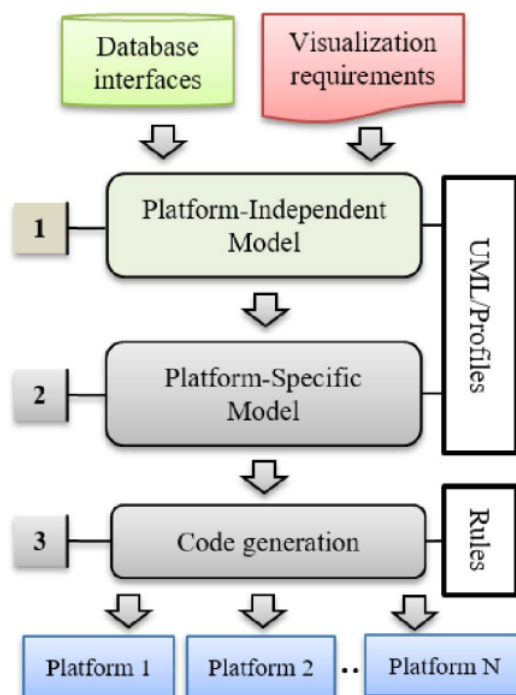 Database
interfaces
Visualization
requirements
1
Platform-Independent
Model
UML/Profiles
2
Platform-Specific
Model
3
Code generation
Rules
Platform 1
Platform 2
..
Platform N